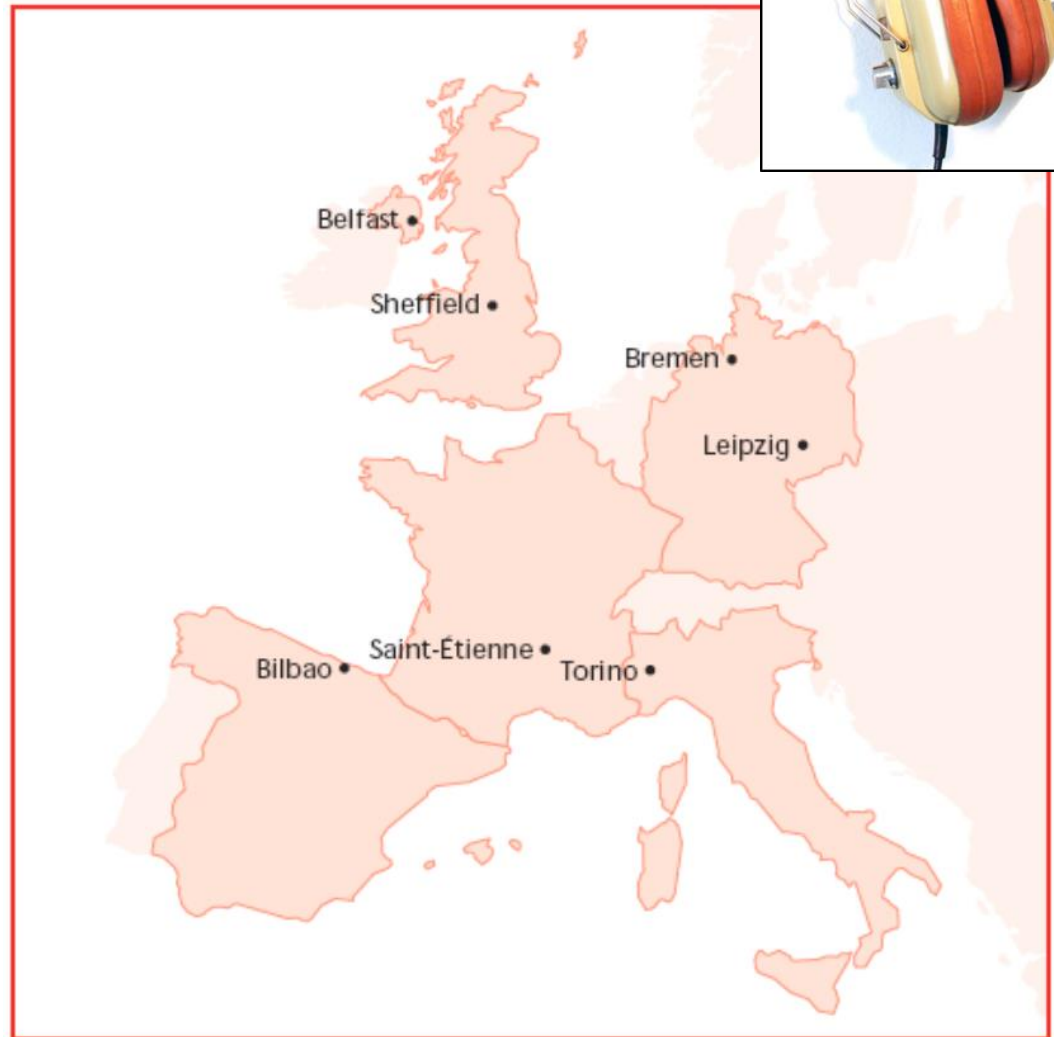 Belfast
Sheffield
Bremen
Leipzig
Saint-Étienne
Bilbao
Torino